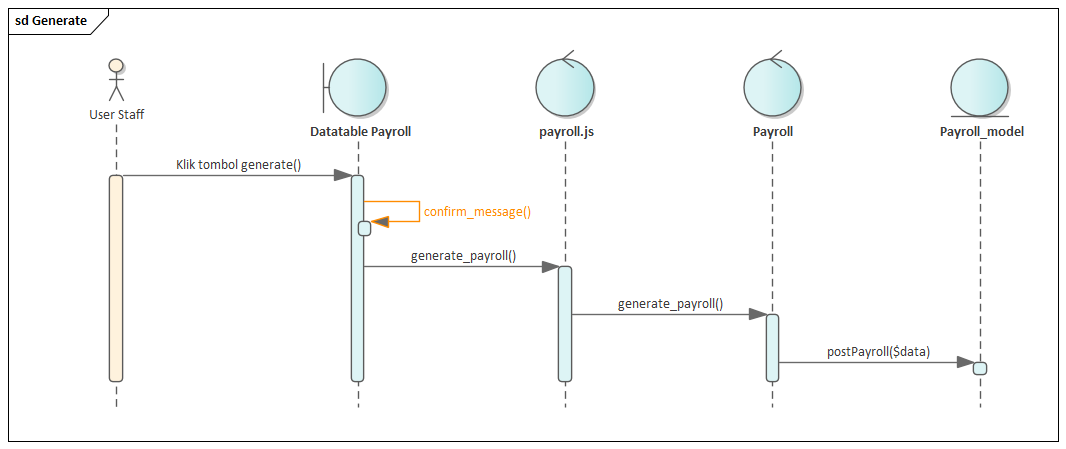 sd Generate
User Staff
Datatable Payroll
payroll.js
Payroll
Payroll_model
Klik tombol generate()
confirm_message()
generate_payroll()
generate_payroll()
postPayroll($data)